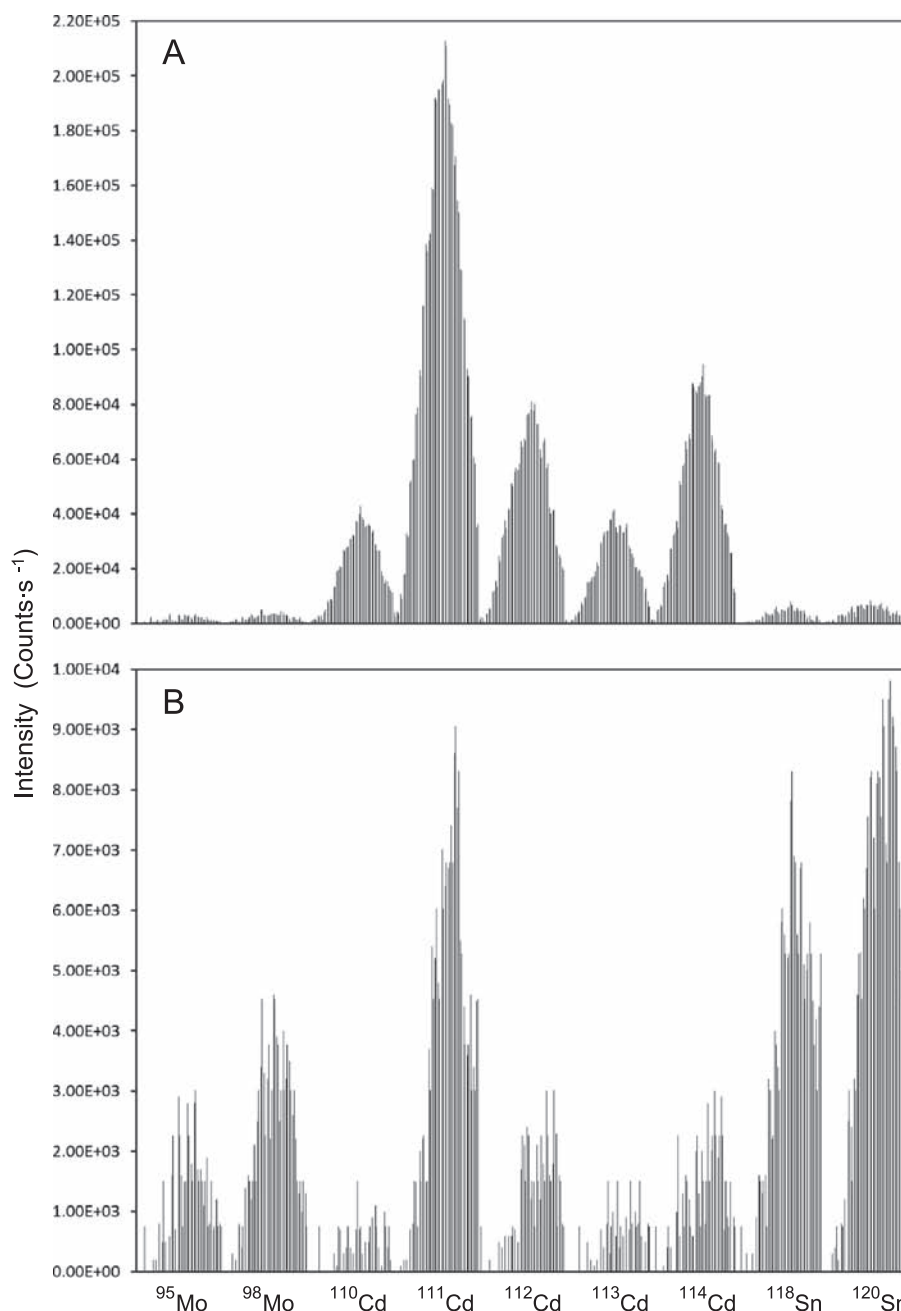 2.20E+05
A
2.00E+05
1.80E+05
1.60E+05
1.40E+05
1.20E+05
1.00E+05
8.00E+04
6.00E+04
4.00E+04
2.00E+04
0.00E+00
Intensity (Counts·s⁻¹)
1.00E+04
B
9.00E+03
8.00E+03
7.00E+03
6.00E+03
5.00E+03
4.00E+03
3.00E+03
2.00E+03
1.00E+03
0.00E+00
⁹⁵Mo ⁹⁸Mo ¹¹⁰Cd ¹¹¹Cd ¹¹²Cd ¹¹³Cd ¹¹⁴Cd ¹¹⁸Sn ¹²⁰Sn